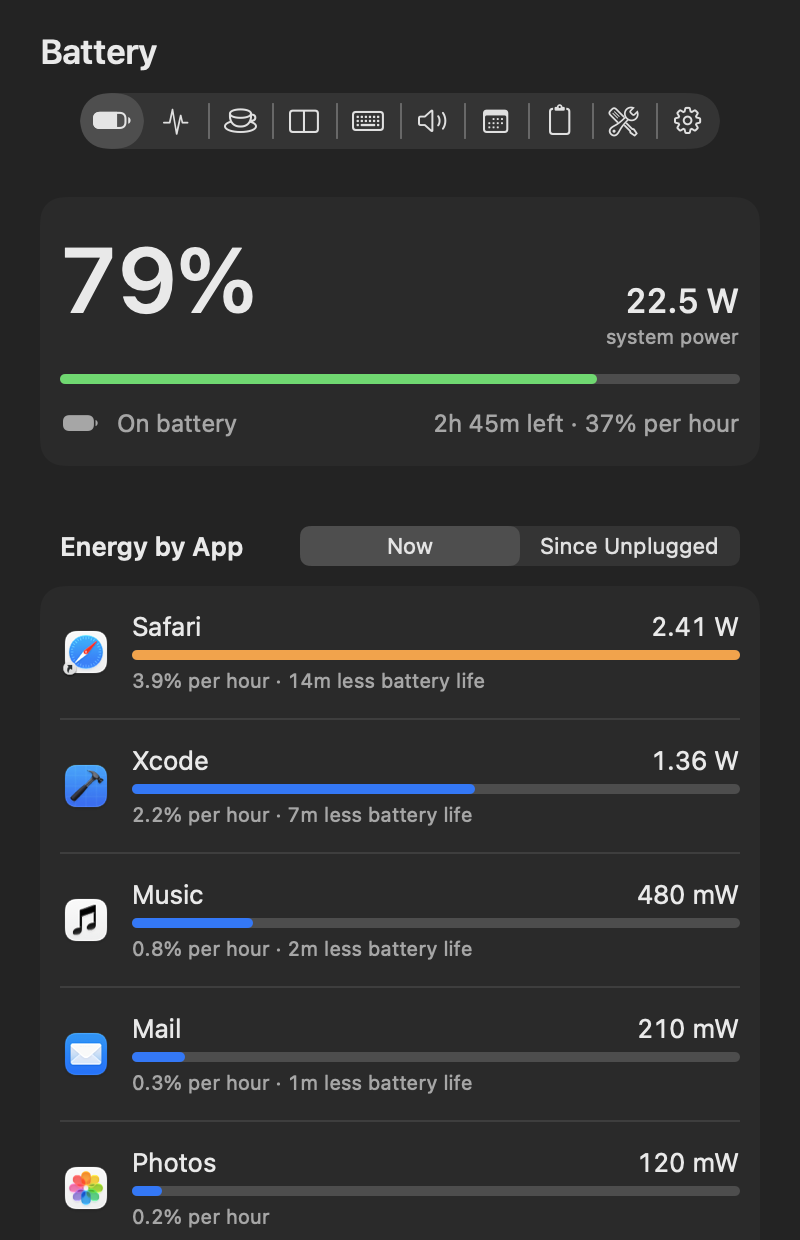 Battery
79%
22.5 W
system power
On battery
2h 45m left · 37% per hour
Energy by App
Now
Since Unplugged
Safari
2.41 W
3.9% per hour · 14m less battery life
Xcode
1.36 W
2.2% per hour · 7m less battery life
Music
480 mW
0.8% per hour · 2m less battery life
Mail
210 mW
0.3% per hour · 1m less battery life
Photos
120 mW
0.2% per hour